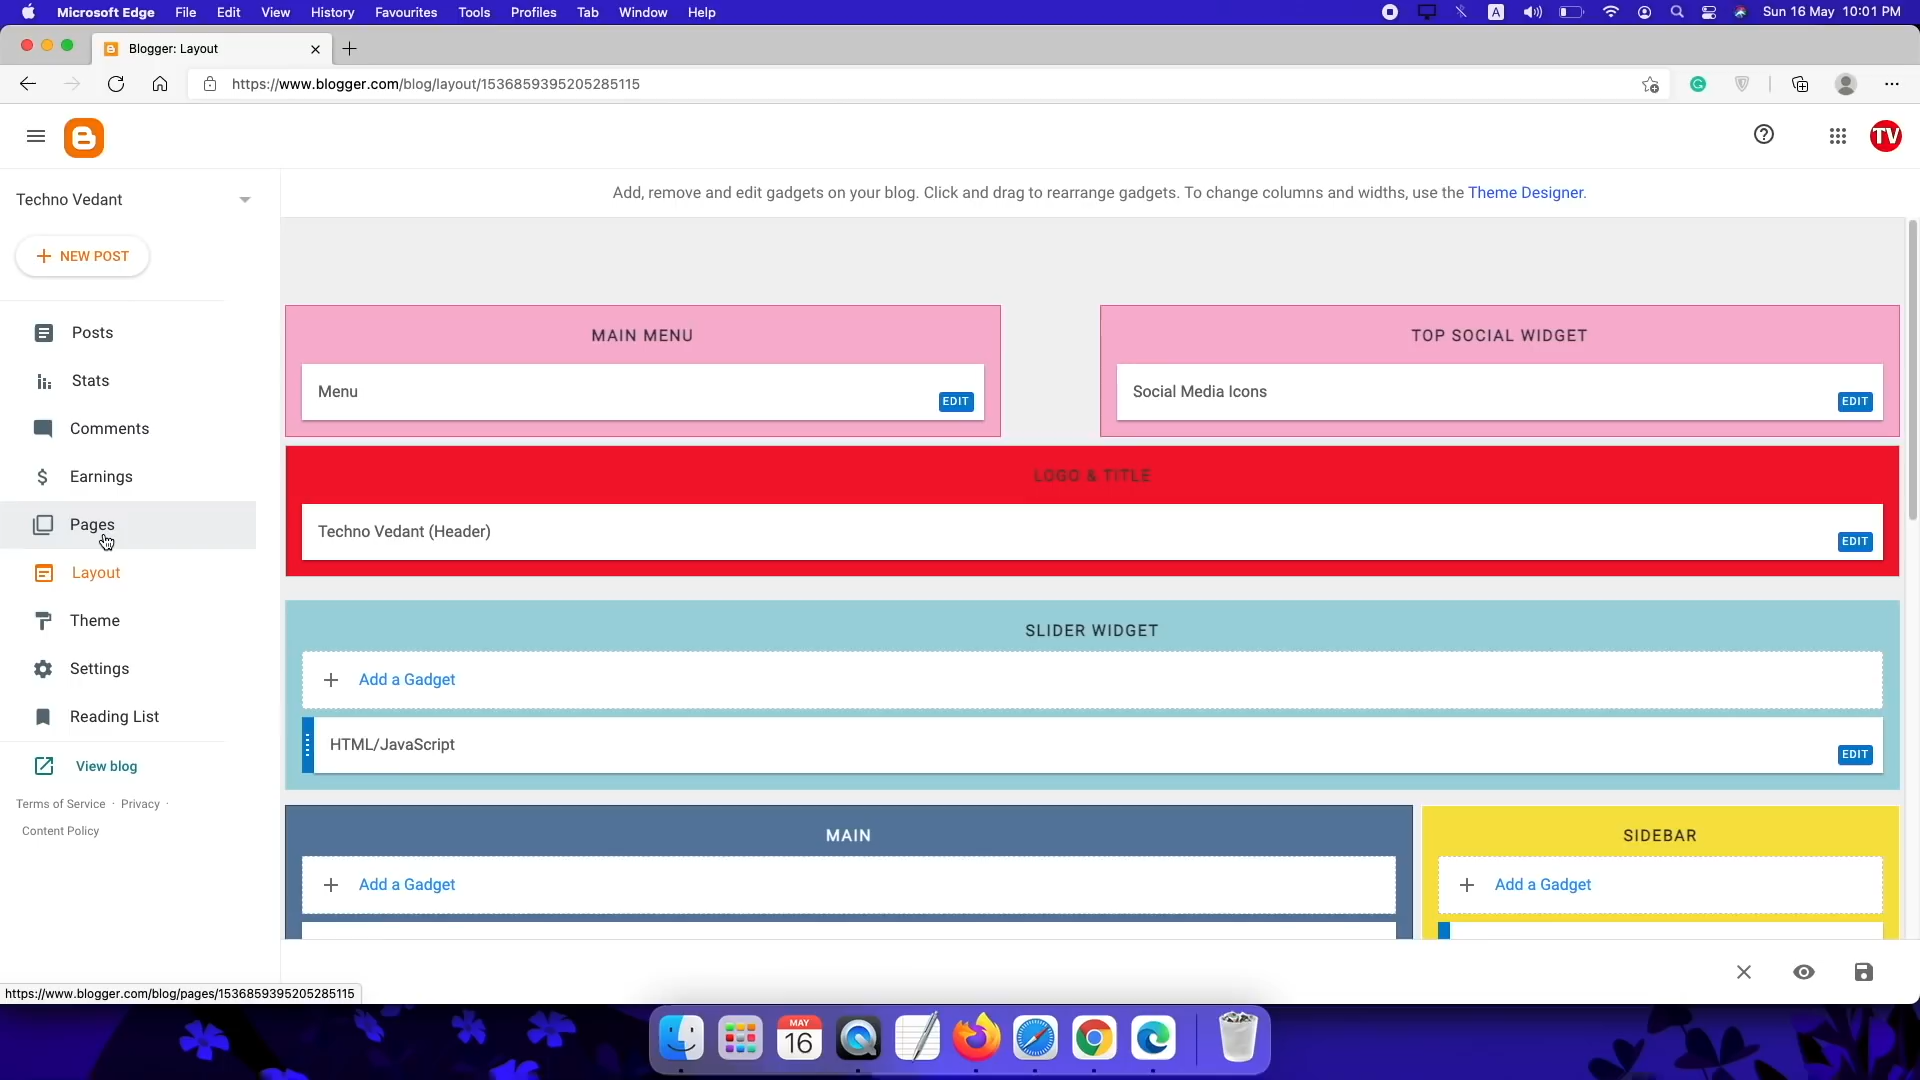 Microsoft Edge File Edit View History Favourites Tools Profiles Tab Window Help A Sun 16 May 10:01 PM
Blogger: Layout
https://www.blogger.com/blog/layout/1536859395205285115
TV
Techno Vedant
Add, remove and edit gadgets on your blog. Click and drag to rearrange gadgets. To change columns and widths, use the Theme Designer.
NEW POST
Posts
Stats
Comments
Earnings
Pages
Layout
Theme
Settings
Reading List
View blog
Terms of Service · Privacy ·
Content Policy
MAIN MENU
Menu
EDIT
TOP SOCIAL WIDGET
Social Media Icons
EDIT
LOGO & TITLE
Techno Vedant (Header)
EDIT
SLIDER WIDGET
Add a Gadget
HTML/JavaScript
EDIT
MAIN
Add a Gadget
SIDEBAR
Add a Gadget
https://www.blogger.com/blog/pages/1536859395205285115
MAY
16